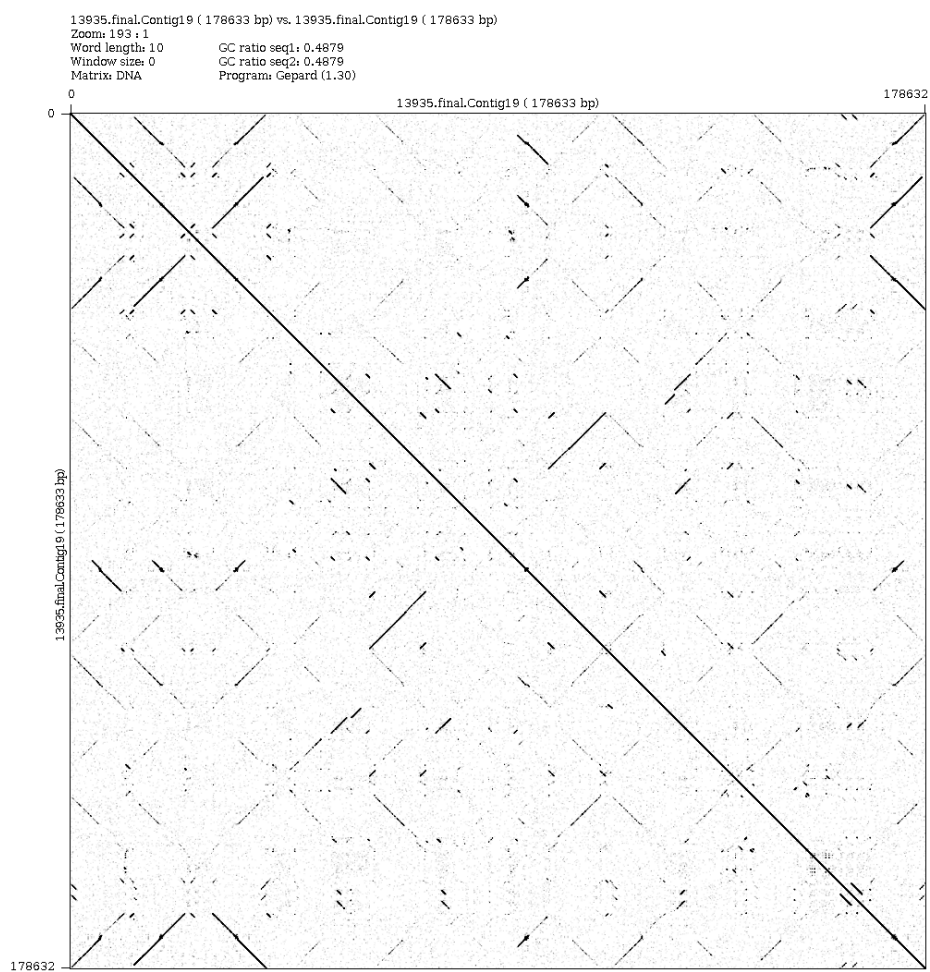 13935.final.Contig19 ( 178633 bp) vs. 13935.final.Contig19 ( 178633 bp)
Zoom: 193 : 1
Word length: 10 GC ratio seq1: 0.4879
Window size: 0 GC ratio seq2: 0.4879
Matrix: DNA Program: Gepard (1.30)
0 178632
13935.final.Contig19 ( 178633 bp)
0
13935.final.Contig19 ( 178633 bp)
178632